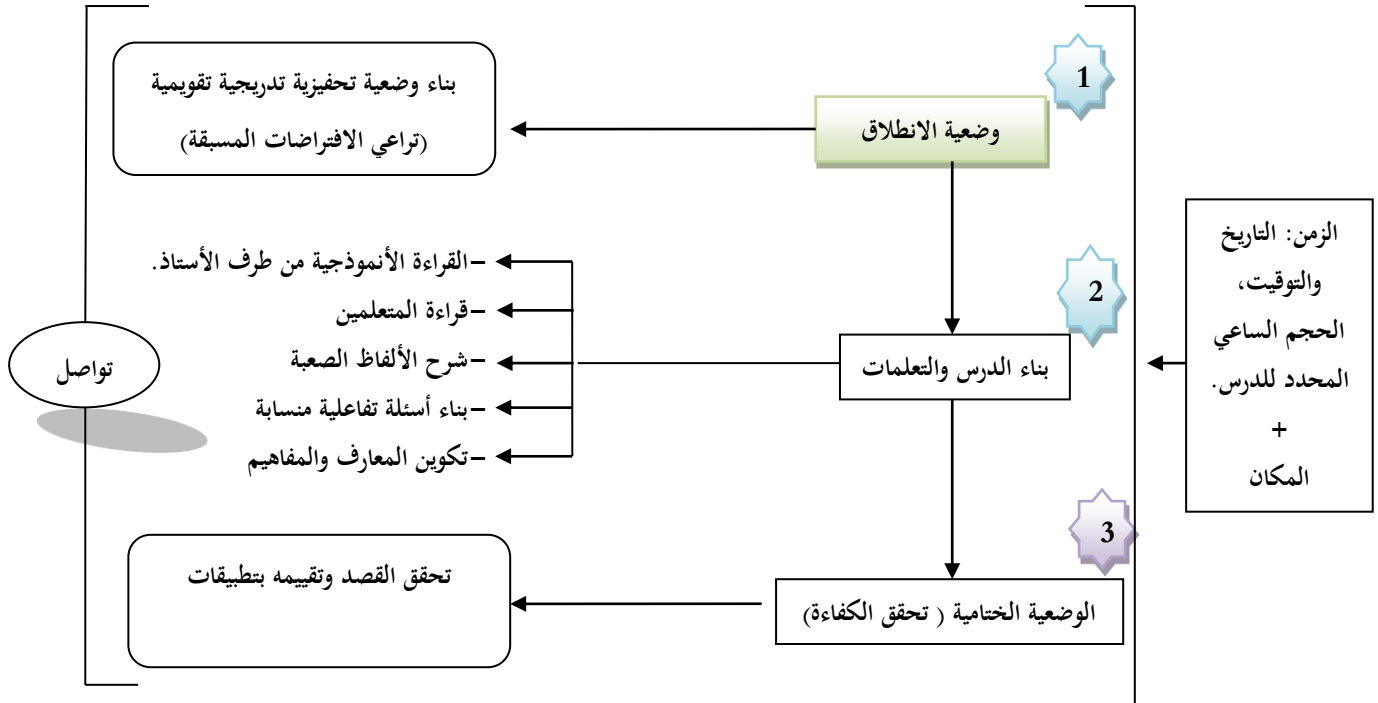 1
بناء وضعية تحفيزية تدريجية تقويمية
(تراعي الافتراضات المسبقة)
وضعية الانطلاق
الزمن: التاريخ
والتوقيت،
الحجم الساعي
المحدد للدرس.
+
المكان
2
–القراءة الأنموذجية من طرف الأستاذ.
–قراءة المتعلمين
–شرح الألفاظ الصعبة
–بناء أسئلة تفاعلية منسابة
–تكوين المعارف والمفاهيم
بناء الدرس والتعلمات
تواصل
3
الوضعية الختامية ( تحقق الكفاءة)
تحقق القصد وتقييمه بتطبيقات